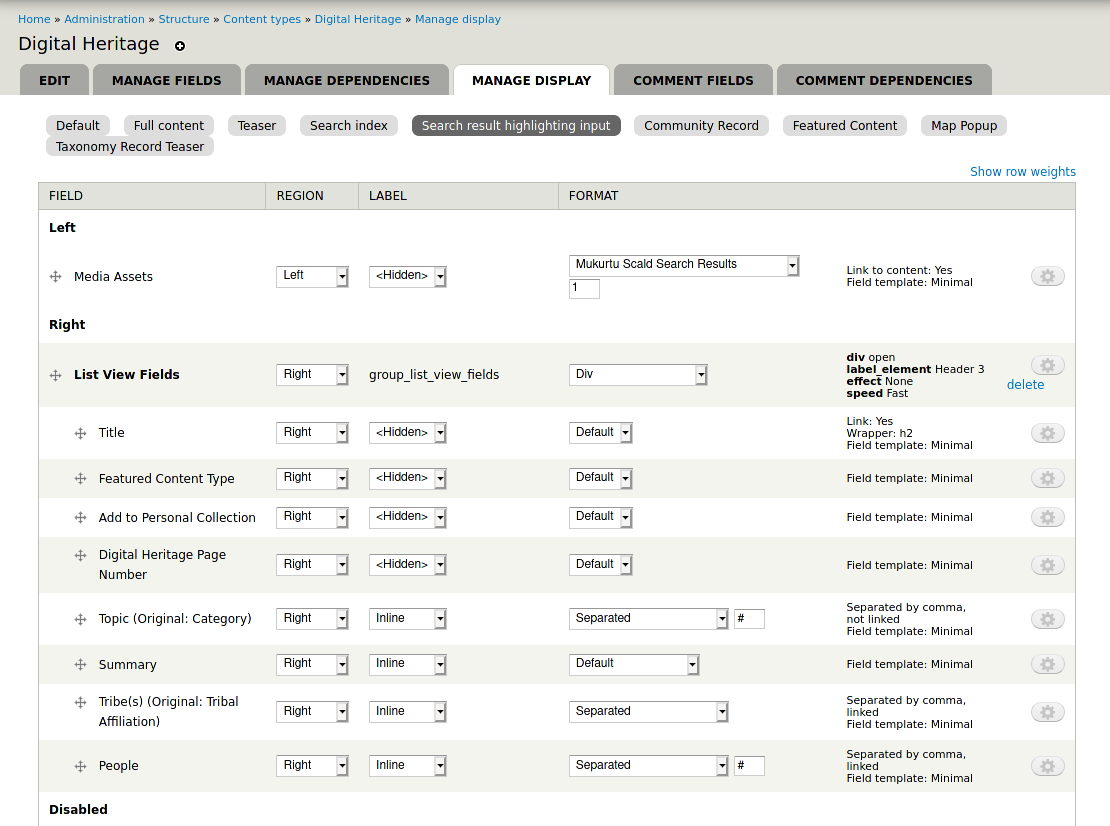 Home » Administration » Structure » Content types » Digital Heritage » Manage display
Digital Heritage
EDIT MANAGE FIELDS MANAGE DEPENDENCIES MANAGE DISPLAY COMMENT FIELDS COMMENT DEPENDENCIES
Default Full content Teaser Search index Search result highlighting input Community Record Featured Content Map Popup
Taxonomy Record Teaser
Show row weights
FIELD REGION LABEL FORMAT
Left
Media Assets Left <Hidden> Mukurtu Scald Search Results
1
Link to content: Yes
Field template: Minimal
Right
List View Fields Right group_list_view_fields Div
div open
label_element Header 3
effect None
speed Fast
delete
Title Right <Hidden> Default
Link: Yes
Wrapper: h2
Field template: Minimal
Featured Content Type Right <Hidden> Default Field template: Minimal
Add to Personal Collection Right <Hidden> Default Field template: Minimal
Digital Heritage Page
Number
Right <Hidden> Default Field template: Minimal
Topic (Original: Category) Right Inline Separated #
Separated by comma,
not linked
Field template: Minimal
Summary Right Inline Default Field template: Minimal
Tribe(s) (Original: Tribal
Affiliation)
Right Inline Separated
Separated by comma,
linked
Field template: Minimal
People Right Inline Separated #
Separated by comma,
linked
Field template: Minimal
Disabled